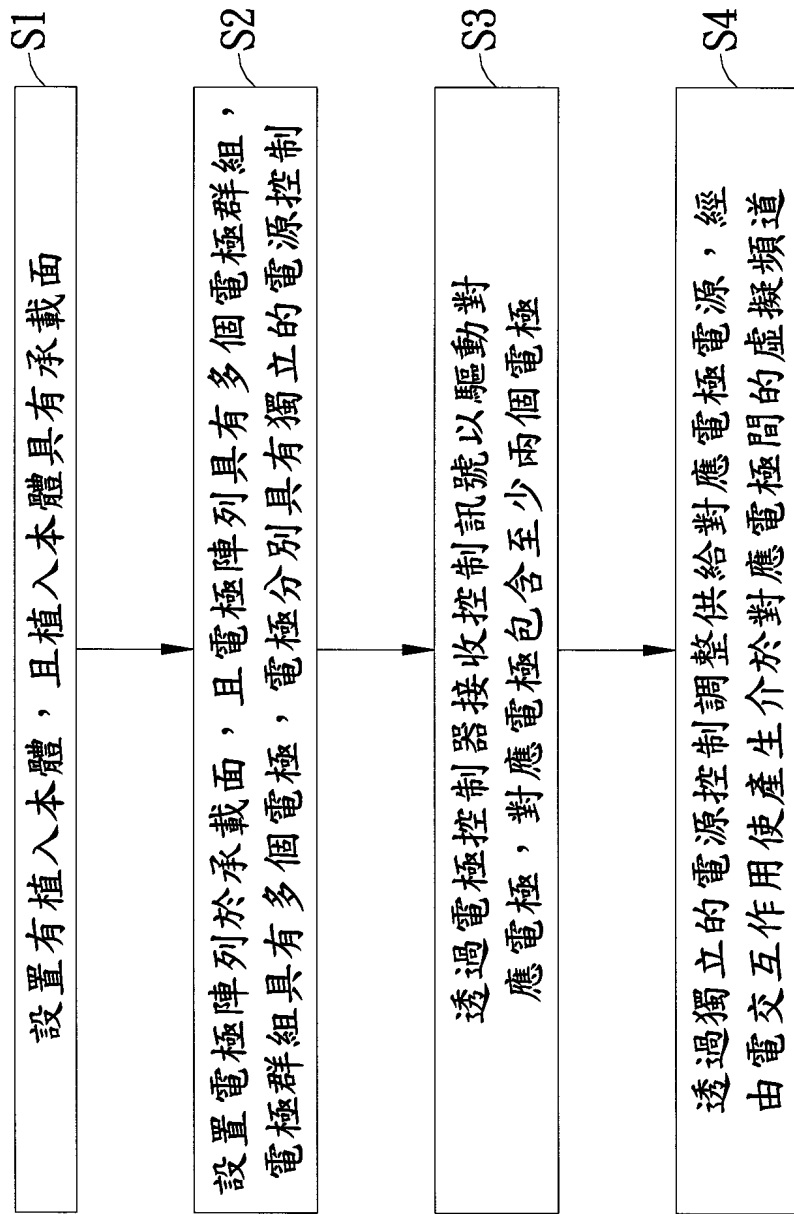 設置有植入本體，且植入本體具有承載面
S1
設置電極陣列於承載面，且電極陣列具有多個電極群組，
電極群組具有多個電極，電極分別具有獨立的電源控制
S2
透過電極控制器接收控制訊號以驅動對
應電極，對應電極包含至少兩個電極
S3
透過獨立的電源控制調整供給對應電極電源，經
由電交互作用使產生介於對應電極間的虛擬頻道
S4